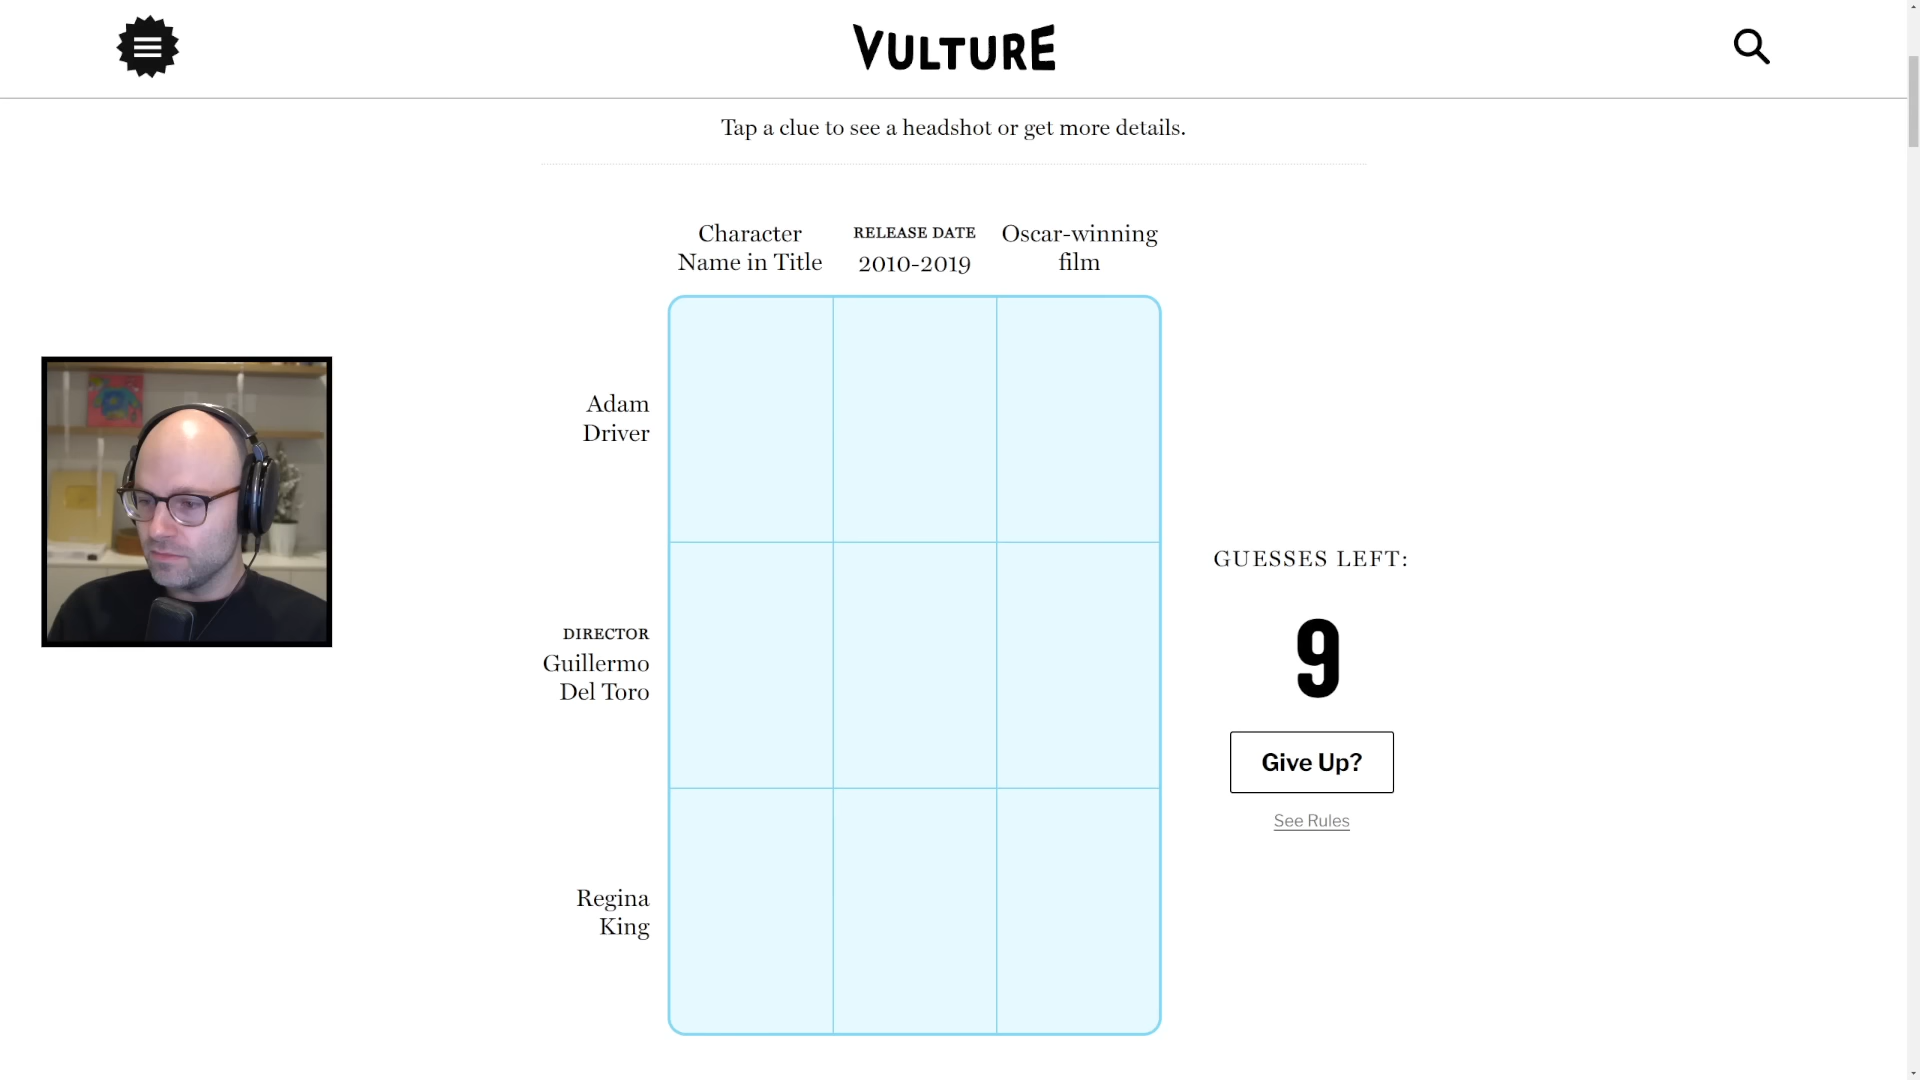 VULTURE
Tap a clue to see a headshot or get more details.
Character
Name in Title
RELEASE DATE
2010-2019
Oscar-winning
film
Adam
Driver
DIRECTOR
Guillermo
Del Toro
Regina
King
GUESSES LEFT:
9
Give Up?
See Rules